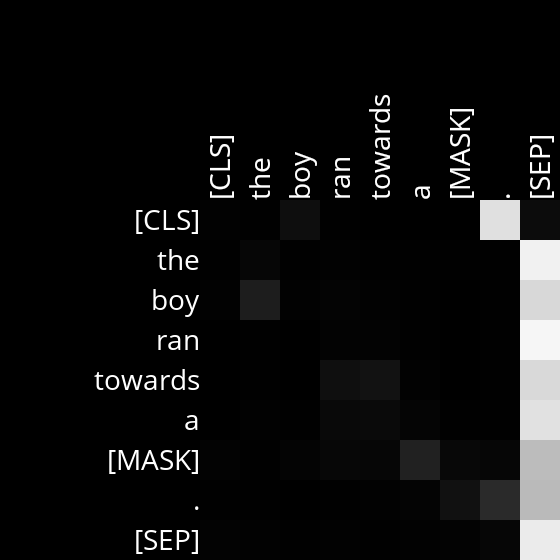 [CLS] the boy ran towards a [MASK] . [SEP]
[CLS]
the
boy
ran
towards
a
[MASK]
.
[SEP]